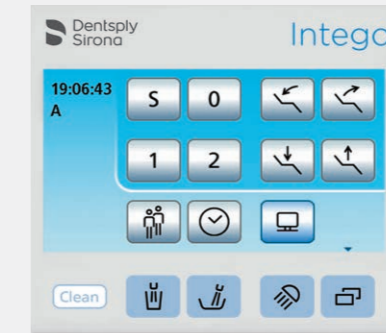 Dentsply
Sirona
Intego
19:06:43
A
S
0
1
2
Clean